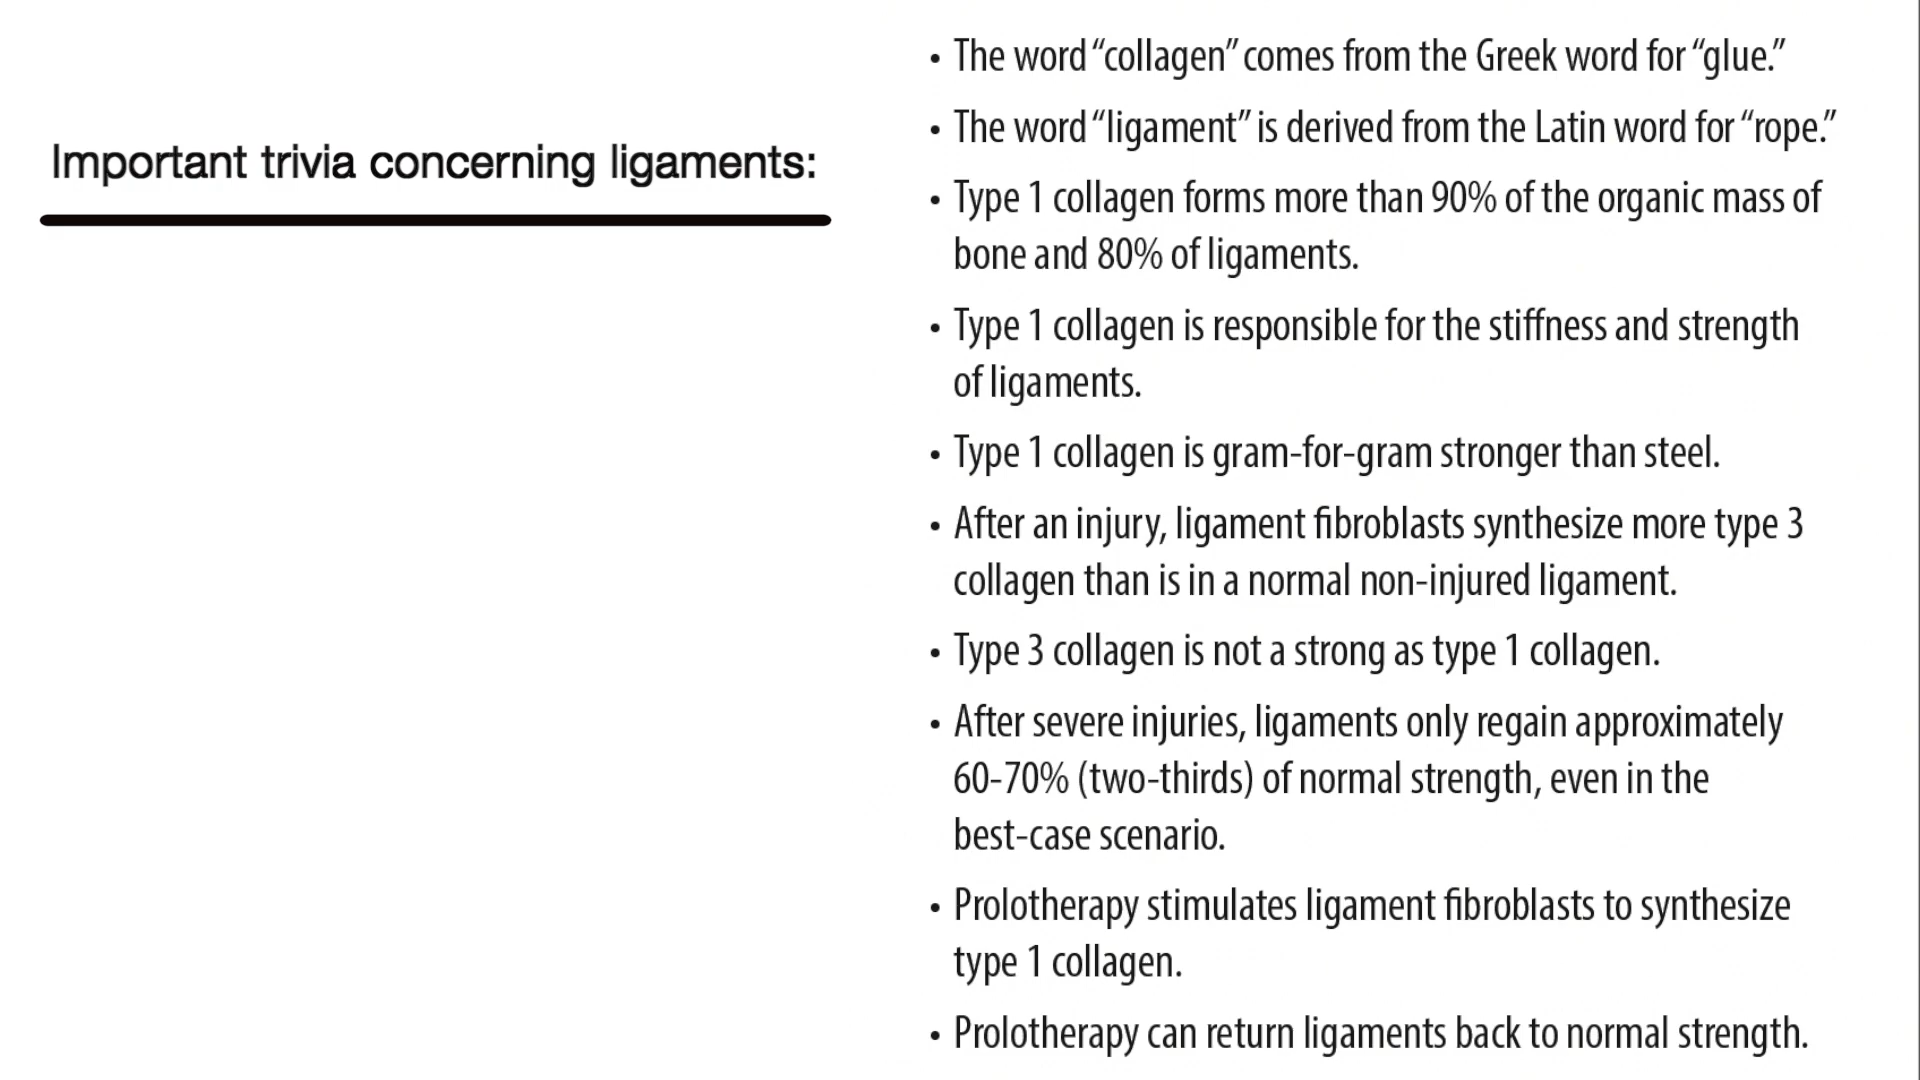 Important trivia concerning ligaments:
• The word “collagen” comes from the Greek word for “glue.”
• The word “ligament” is derived from the Latin word for “rope.”
• Type 1 collagen forms more than 90% of the organic mass of
bone and 80% of ligaments.
• Type 1 collagen is responsible for the stiffness and strength
of ligaments.
• Type 1 collagen is gram-for-gram stronger than steel.
• After an injury, ligament fibroblasts synthesize more type 3
collagen than is in a normal non-injured ligament.
• Type 3 collagen is not a strong as type 1 collagen.
• After severe injuries, ligaments only regain approximately
60-70% (two-thirds) of normal strength, even in the
best-case scenario.
• Prolotherapy stimulates ligament fibroblasts to synthesize
type 1 collagen.
• Prolotherapy can return ligaments back to normal strength.